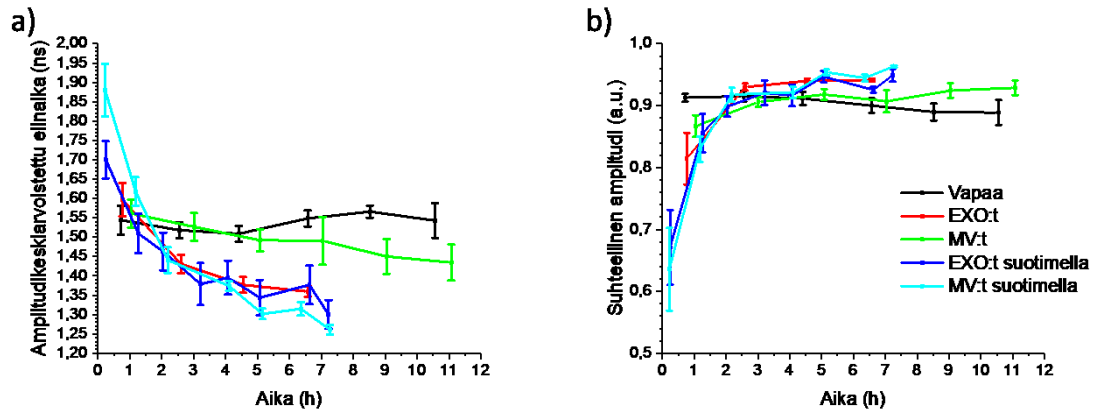 a)
Amplitudikesklarvoistettu elinaika (ns)
2,00
1,95
1,90
1,85
1,80
1,75
1,70
1,65
1,60
1,55
1,50
1,45
1,40
1,35
1,30
1,25
1,20
0 1 2 3 4 5 6 7 8 9 10 11 12
Aika (h)
b)
Suhteellinen amplitudi (a.u.)
1,0
0,9
0,8
0,7
0,6
0,5
0 1 2 3 4 5 6 7 8 9 10 11 12
Aika (h)
Vapaa
EXO:t
MV:t
EXO:t suotimella
MV:t suotimella